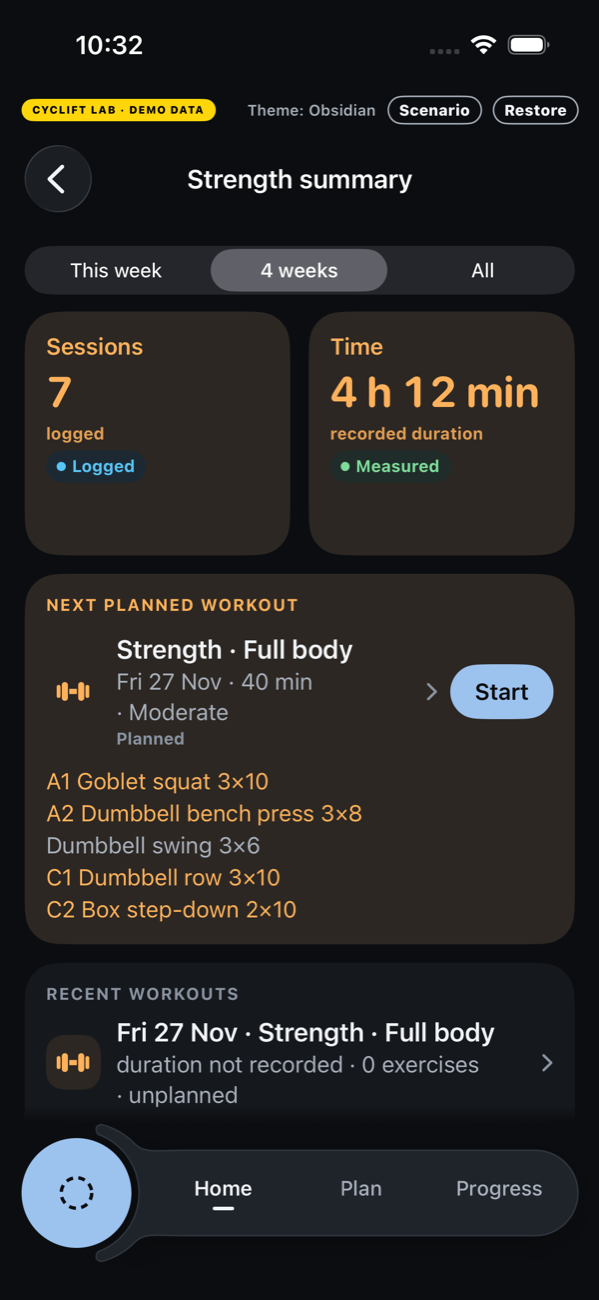 10:32
CYCLIFT LAB · DEMO DATA
Theme: Obsidian
Scenario
Restore
Strength summary
This week
4 weeks
All
Sessions
7
logged
Logged
Time
4 h 12 min
recorded duration
Measured
NEXT PLANNED WORKOUT
Strength · Full body
Fri 27 Nov · 40 min
· Moderate
Planned
Start
A1 Goblet squat 3×10
A2 Dumbbell bench press 3×8
Dumbbell swing 3×6
C1 Dumbbell row 3×10
C2 Box step-down 2×10
RECENT WORKOUTS
Fri 27 Nov · Strength · Full body
duration not recorded · 0 exercises
· unplanned
Home
Plan
Progress